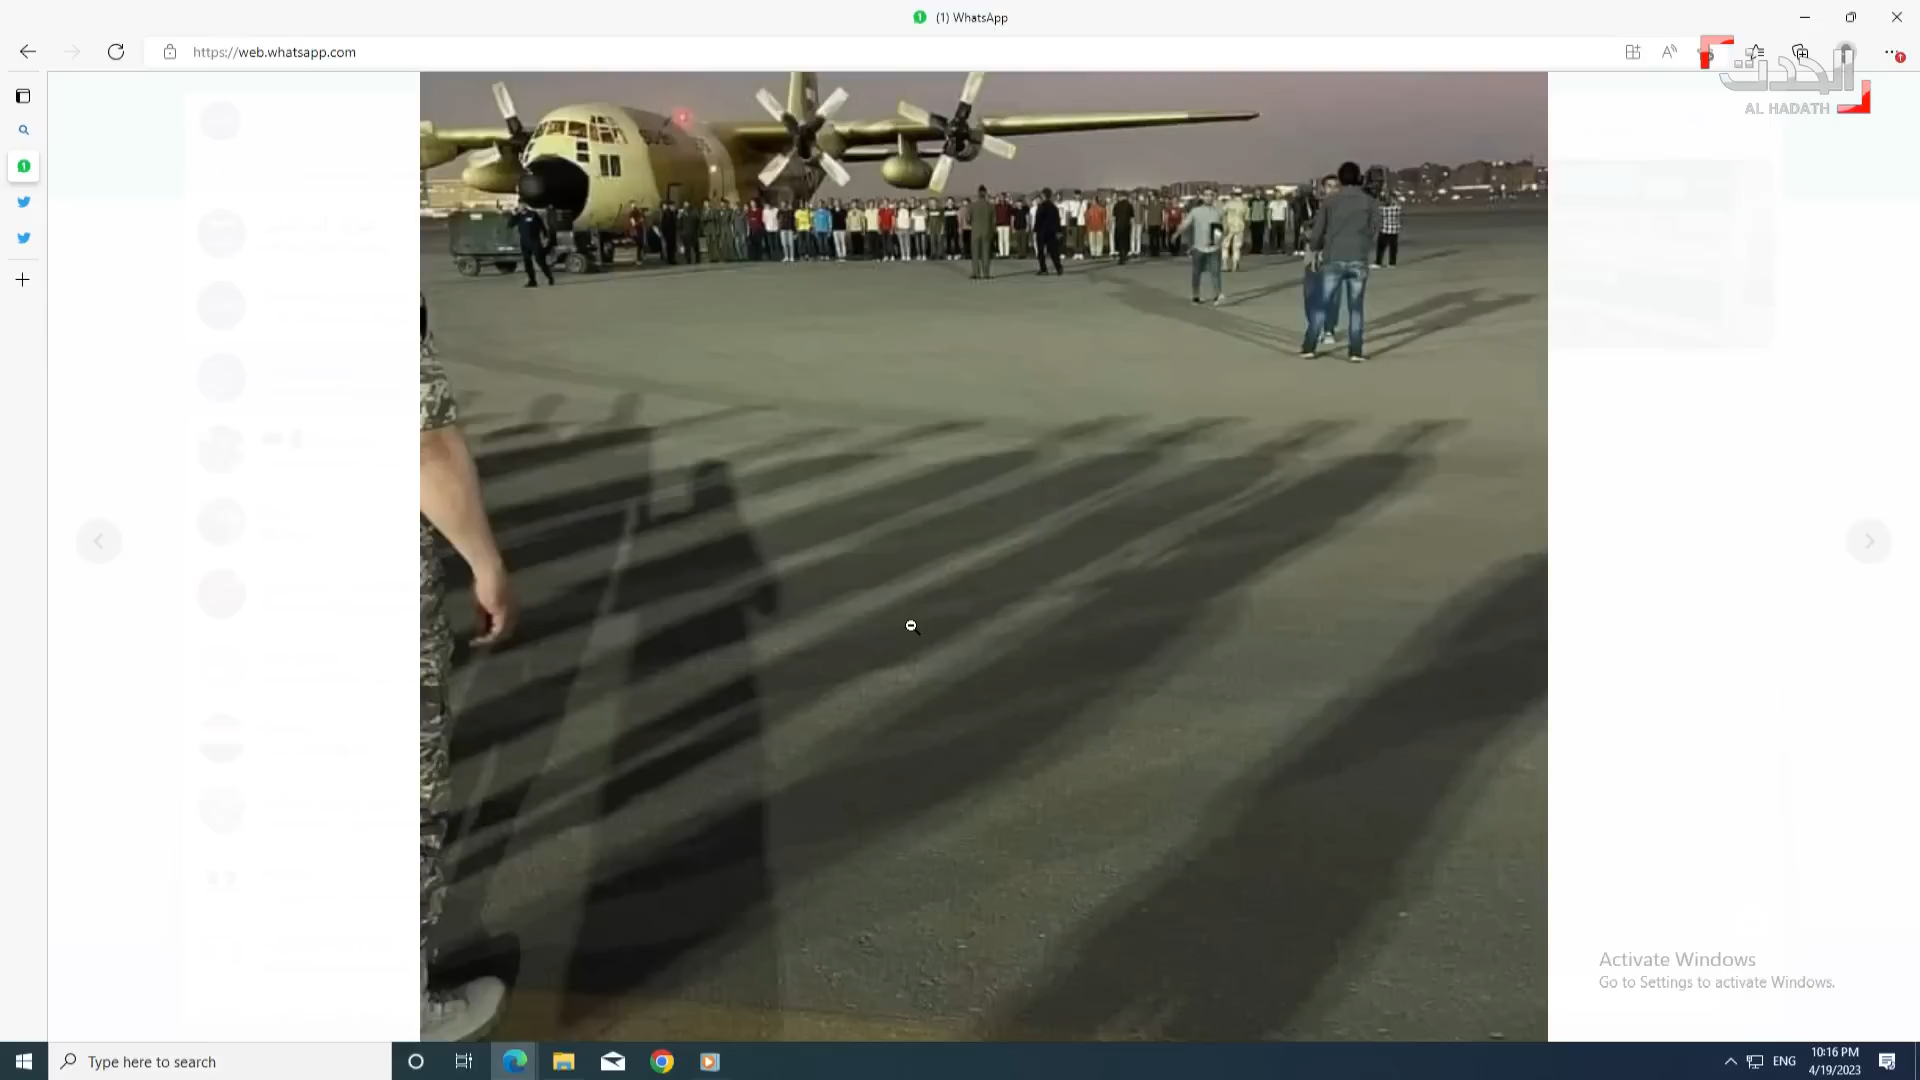 (1) WhatsApp
https://web.whatsapp.com
الحدث
AL HADATH
Activate Windows
Go to Settings to activate Windows.
Type here to search
ENG
10:16 PM
4/19/2023